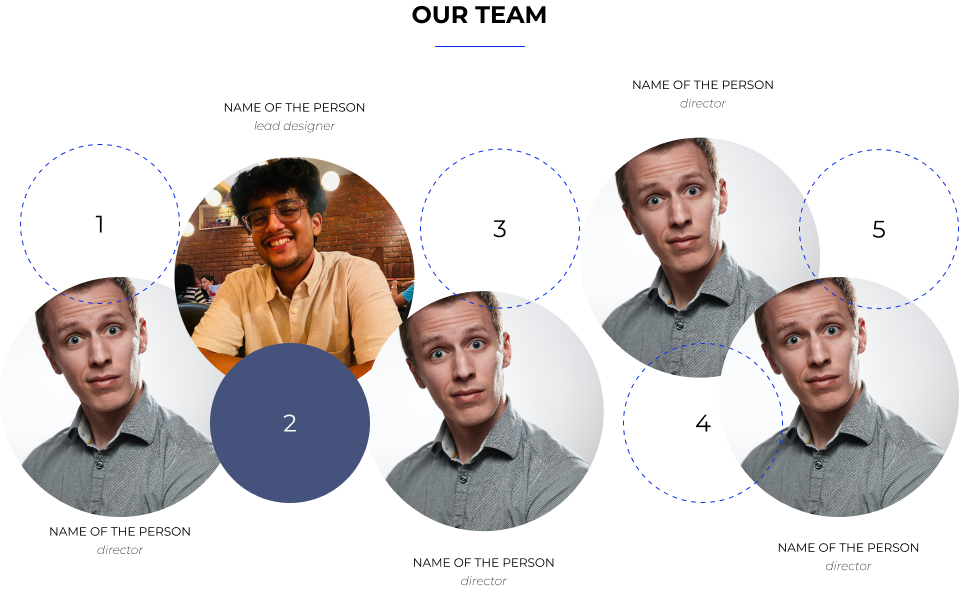 OUR TEAM
1
NAME OF THE PERSON
director
NAME OF THE PERSON
lead designer
2
3
NAME OF THE PERSON
director
NAME OF THE PERSON
director
4
5
NAME OF THE PERSON
director